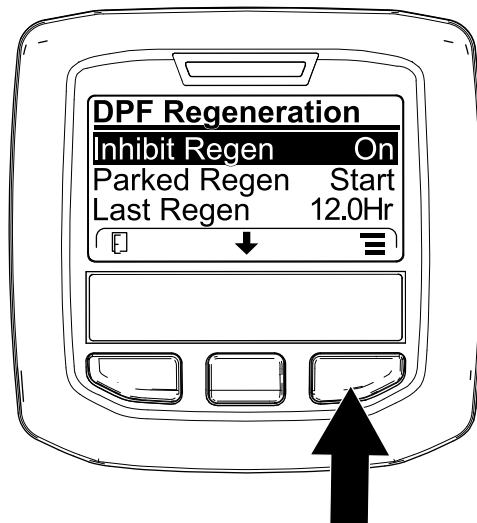 DPF Regeneration
Inhibit Regen On
Parked Regen Start
Last Regen 12.0Hr